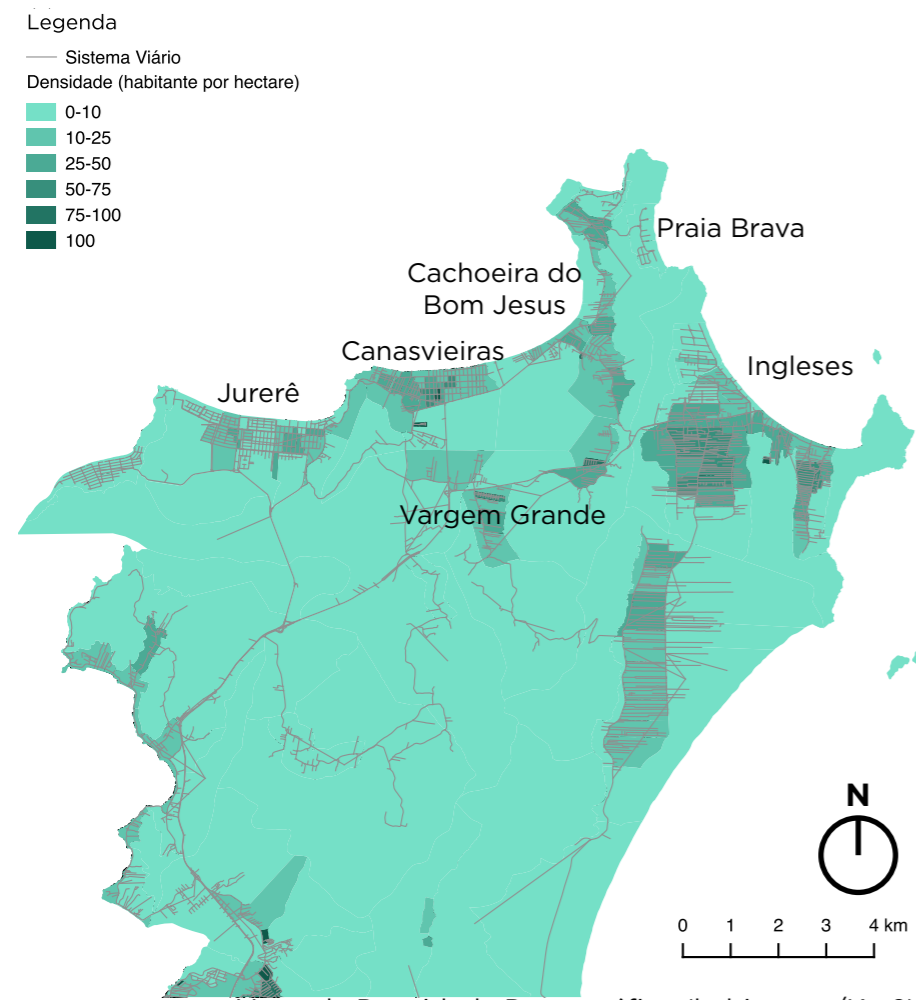 Legenda
Sistema Viário
Densidade (habitante por hectare)
0-10
10-25
25-50
50-75
75-100
100
Praia Brava
Cachoeira do
Bom Jesus
Canasvieiras
Ingleses
Jurerê
Vargem Grande
N
0 1 2 3 4 km